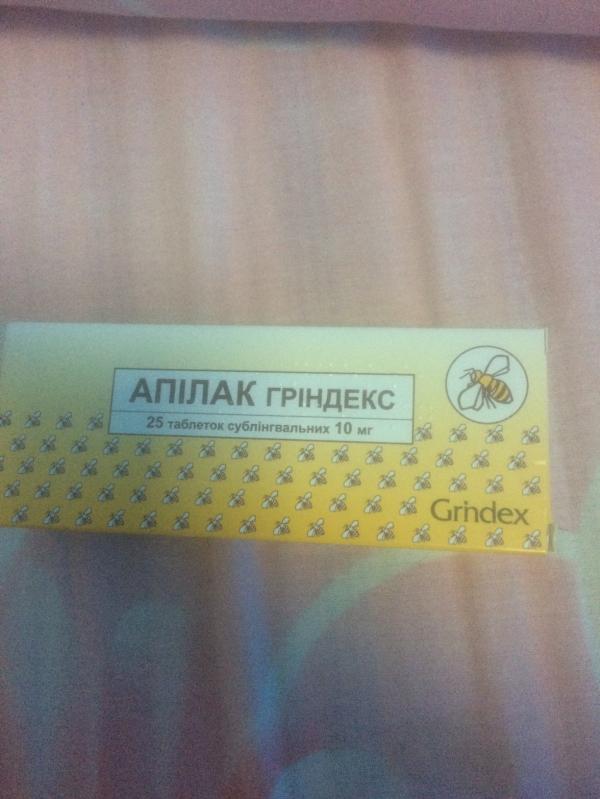 АПІЛАК ГРІНДЕКС
25 таблеток сублінгвальних 10 мг
Grindex